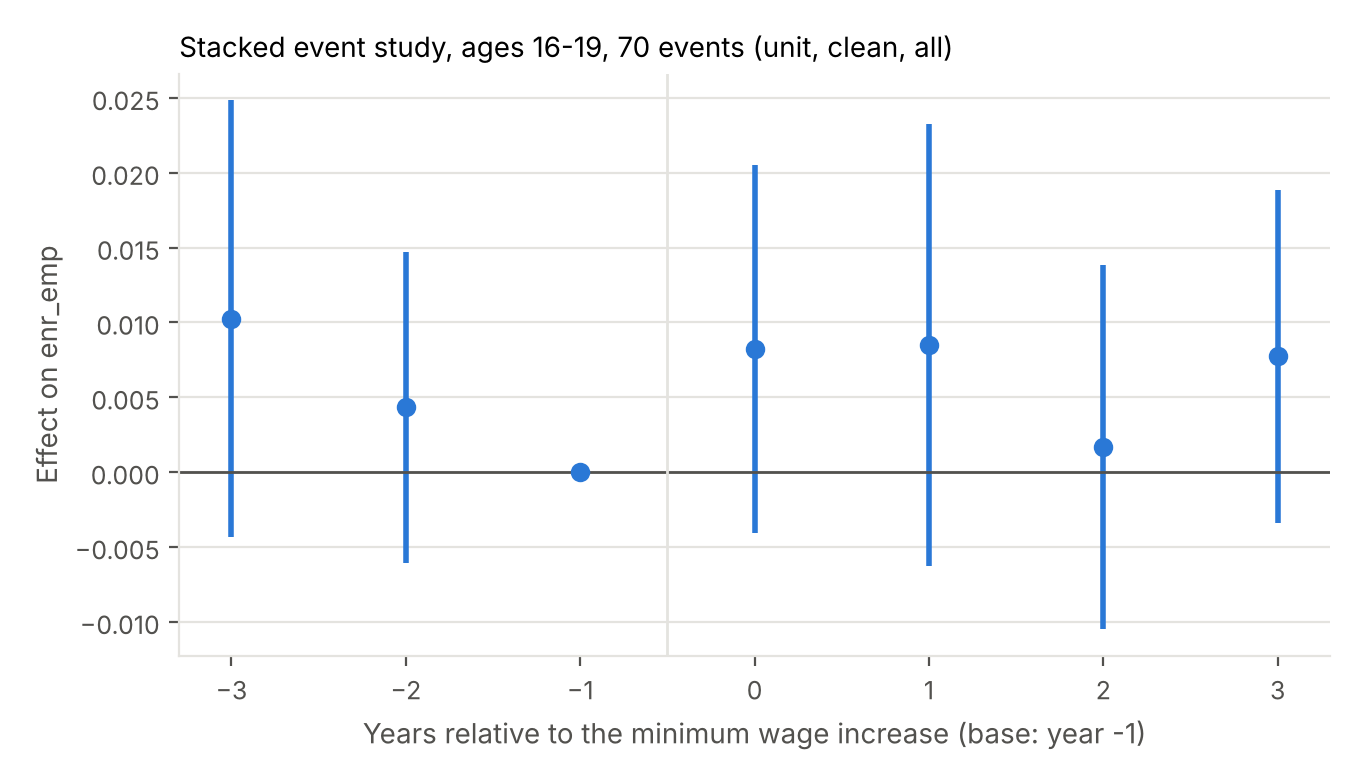 Stacked event study, ages 16-19, 70 events (unit, clean, all)
Effect on enr_emp
0.025
0.020
0.015
0.010
0.005
0.000
−0.005
−0.010
−3 −2 −1 0 1 2 3
Years relative to the minimum wage increase (base: year -1)